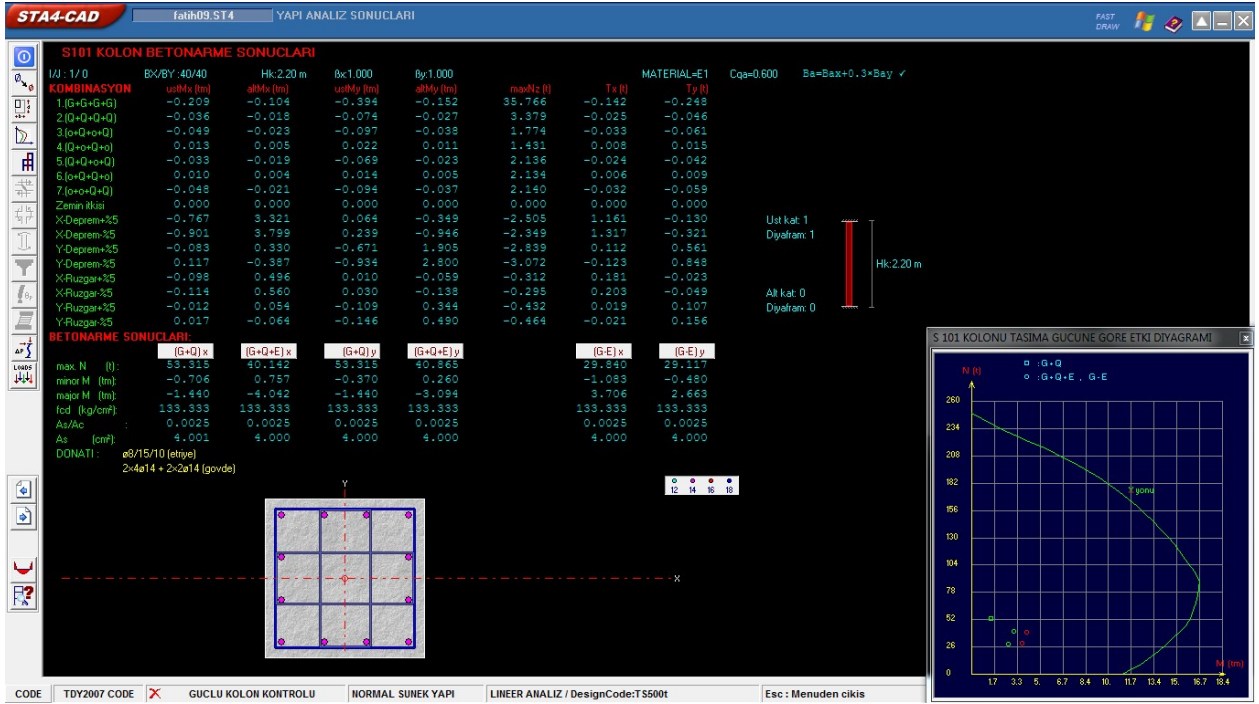 STA4-CAD fatih09.ST4 YAPI ANALIZ SONUCLARI FAST DRAW
S101 KOLON BETONARME SONUCLARI
I/J : 1/ 0 BX/BY :40/40 Hk:2.20 m ßx:1.000 ßy:1.000 MATERIAL=E1 Cqa=0.600 Ba=Bax+0.3*Bay ✓
KOMBINASYON ustMx (tm) altMx (tm) ustMy (tm) altMy (tm) maxNz (t) Tx (t) Ty (t)
1.(G+G+G+G) -0.209 -0.104 -0.394 -0.152 35.766 -0.142 -0.248
2.(Q+Q+Q+Q) -0.036 -0.018 -0.074 -0.027 3.379 -0.025 -0.046
3.(o+Q+o+Q) -0.049 -0.023 -0.097 -0.038 1.774 -0.033 -0.061
4.(Q+o+Q+o) 0.013 0.005 0.022 0.011 1.431 0.008 0.015
5.(Q+Q+o+Q) -0.033 -0.019 -0.069 -0.023 2.136 -0.024 -0.042
6.(o+Q+Q+o) 0.010 0.004 0.014 0.005 2.134 0.006 0.009
7.(o+o+Q+Q) -0.048 -0.021 -0.094 -0.037 2.140 -0.032 -0.059
Zemin itkisi 0.000 0.000 0.000 0.000 0.000 0.000 0.000
X-Deprem+%5 -0.767 3.321 0.064 -0.349 -2.505 1.161 -0.130
X-Deprem-%5 -0.901 3.799 0.239 -0.946 -2.349 1.317 -0.321
Y-Deprem+%5 -0.083 0.330 -0.671 1.905 -2.839 0.112 0.561
Y-Deprem-%5 0.117 -0.387 -0.934 2.800 -3.072 -0.123 0.848
X-Ruzgar+%5 -0.098 0.496 0.010 -0.059 -0.312 0.181 -0.023
X-Ruzgar-%5 -0.114 0.560 0.030 -0.138 -0.295 0.203 -0.049
Y-Ruzgar+%5 -0.012 0.054 -0.109 0.344 -0.432 0.019 0.107
Y-Ruzgar-%5 0.017 -0.064 -0.146 0.490 -0.464 -0.021 0.156
Ust kat: 1
Diyafram: 1
Hk:2.20 m
Alt kat: 0
Diyafram: 0
BETONARME SONUCLARI:
(G+Q) x (G+Q+E) x (G+Q) y (G+Q+E) y (G-E) x (G-E) y
max. N (t) : 53.315 40.142 53.315 40.865 29.840 29.117
minor M (tm): -0.706 0.757 -0.370 0.260 -1.083 -0.480
major M (tm): -1.440 -4.042 -1.440 -3.094 3.706 2.663
fcd (kg/cm²): 133.333 133.333 133.333 133.333 133.333 133.333
As/Ac : 0.0025 0.0025 0.0025 0.0025 0.0025 0.0025
As (cm²): 4.001 4.000 4.000 4.000 4.000 4.000
DONATI : ø8/15/10 (etriye)
2×4ø14 + 2×2ø14 (govde)
12 14 16 18
Y
X
S 101 KOLONU TASIMA GUCUNE GORE ETKI DIYAGRAMI
N (t)
:G+Q
:G+Q+E , G-E
260
234
208
182
156
130
104
78
52
26
0
X yonu
M (tm)
1.7 3.3 5. 6.7 8.4 10. 11.7 13.4 15. 16.7 18.4
LOADS
CODE TDY2007 CODE X GUCLU KOLON KONTROLU NORMAL SUNEK YAPI LINEER ANALIZ / DesignCode:TS500t Esc : Menuden cikis